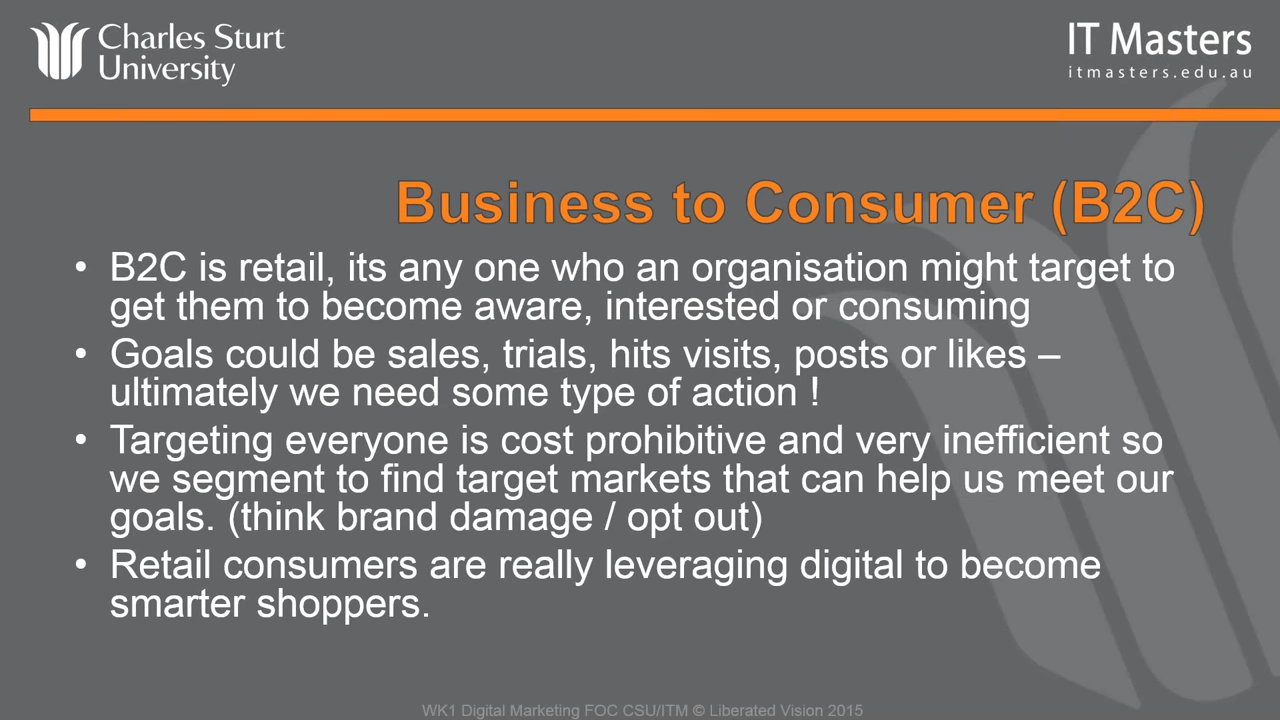 Charles Sturt
University
IT Masters
itmasters.edu.au
Business to Consumer (B2C)
• B2C is retail, its any one who an organisation might target to
get them to become aware, interested or consuming
• Goals could be sales, trials, hits visits, posts or likes –
ultimately we need some type of action !
• Targeting everyone is cost prohibitive and very inefficient so
we segment to find target markets that can help us meet our
goals. (think brand damage / opt out)
• Retail consumers are really leveraging digital to become
smarter shoppers.
WK1 Digital Marketing FOC CSU/ITM © Liberated Vision 2015